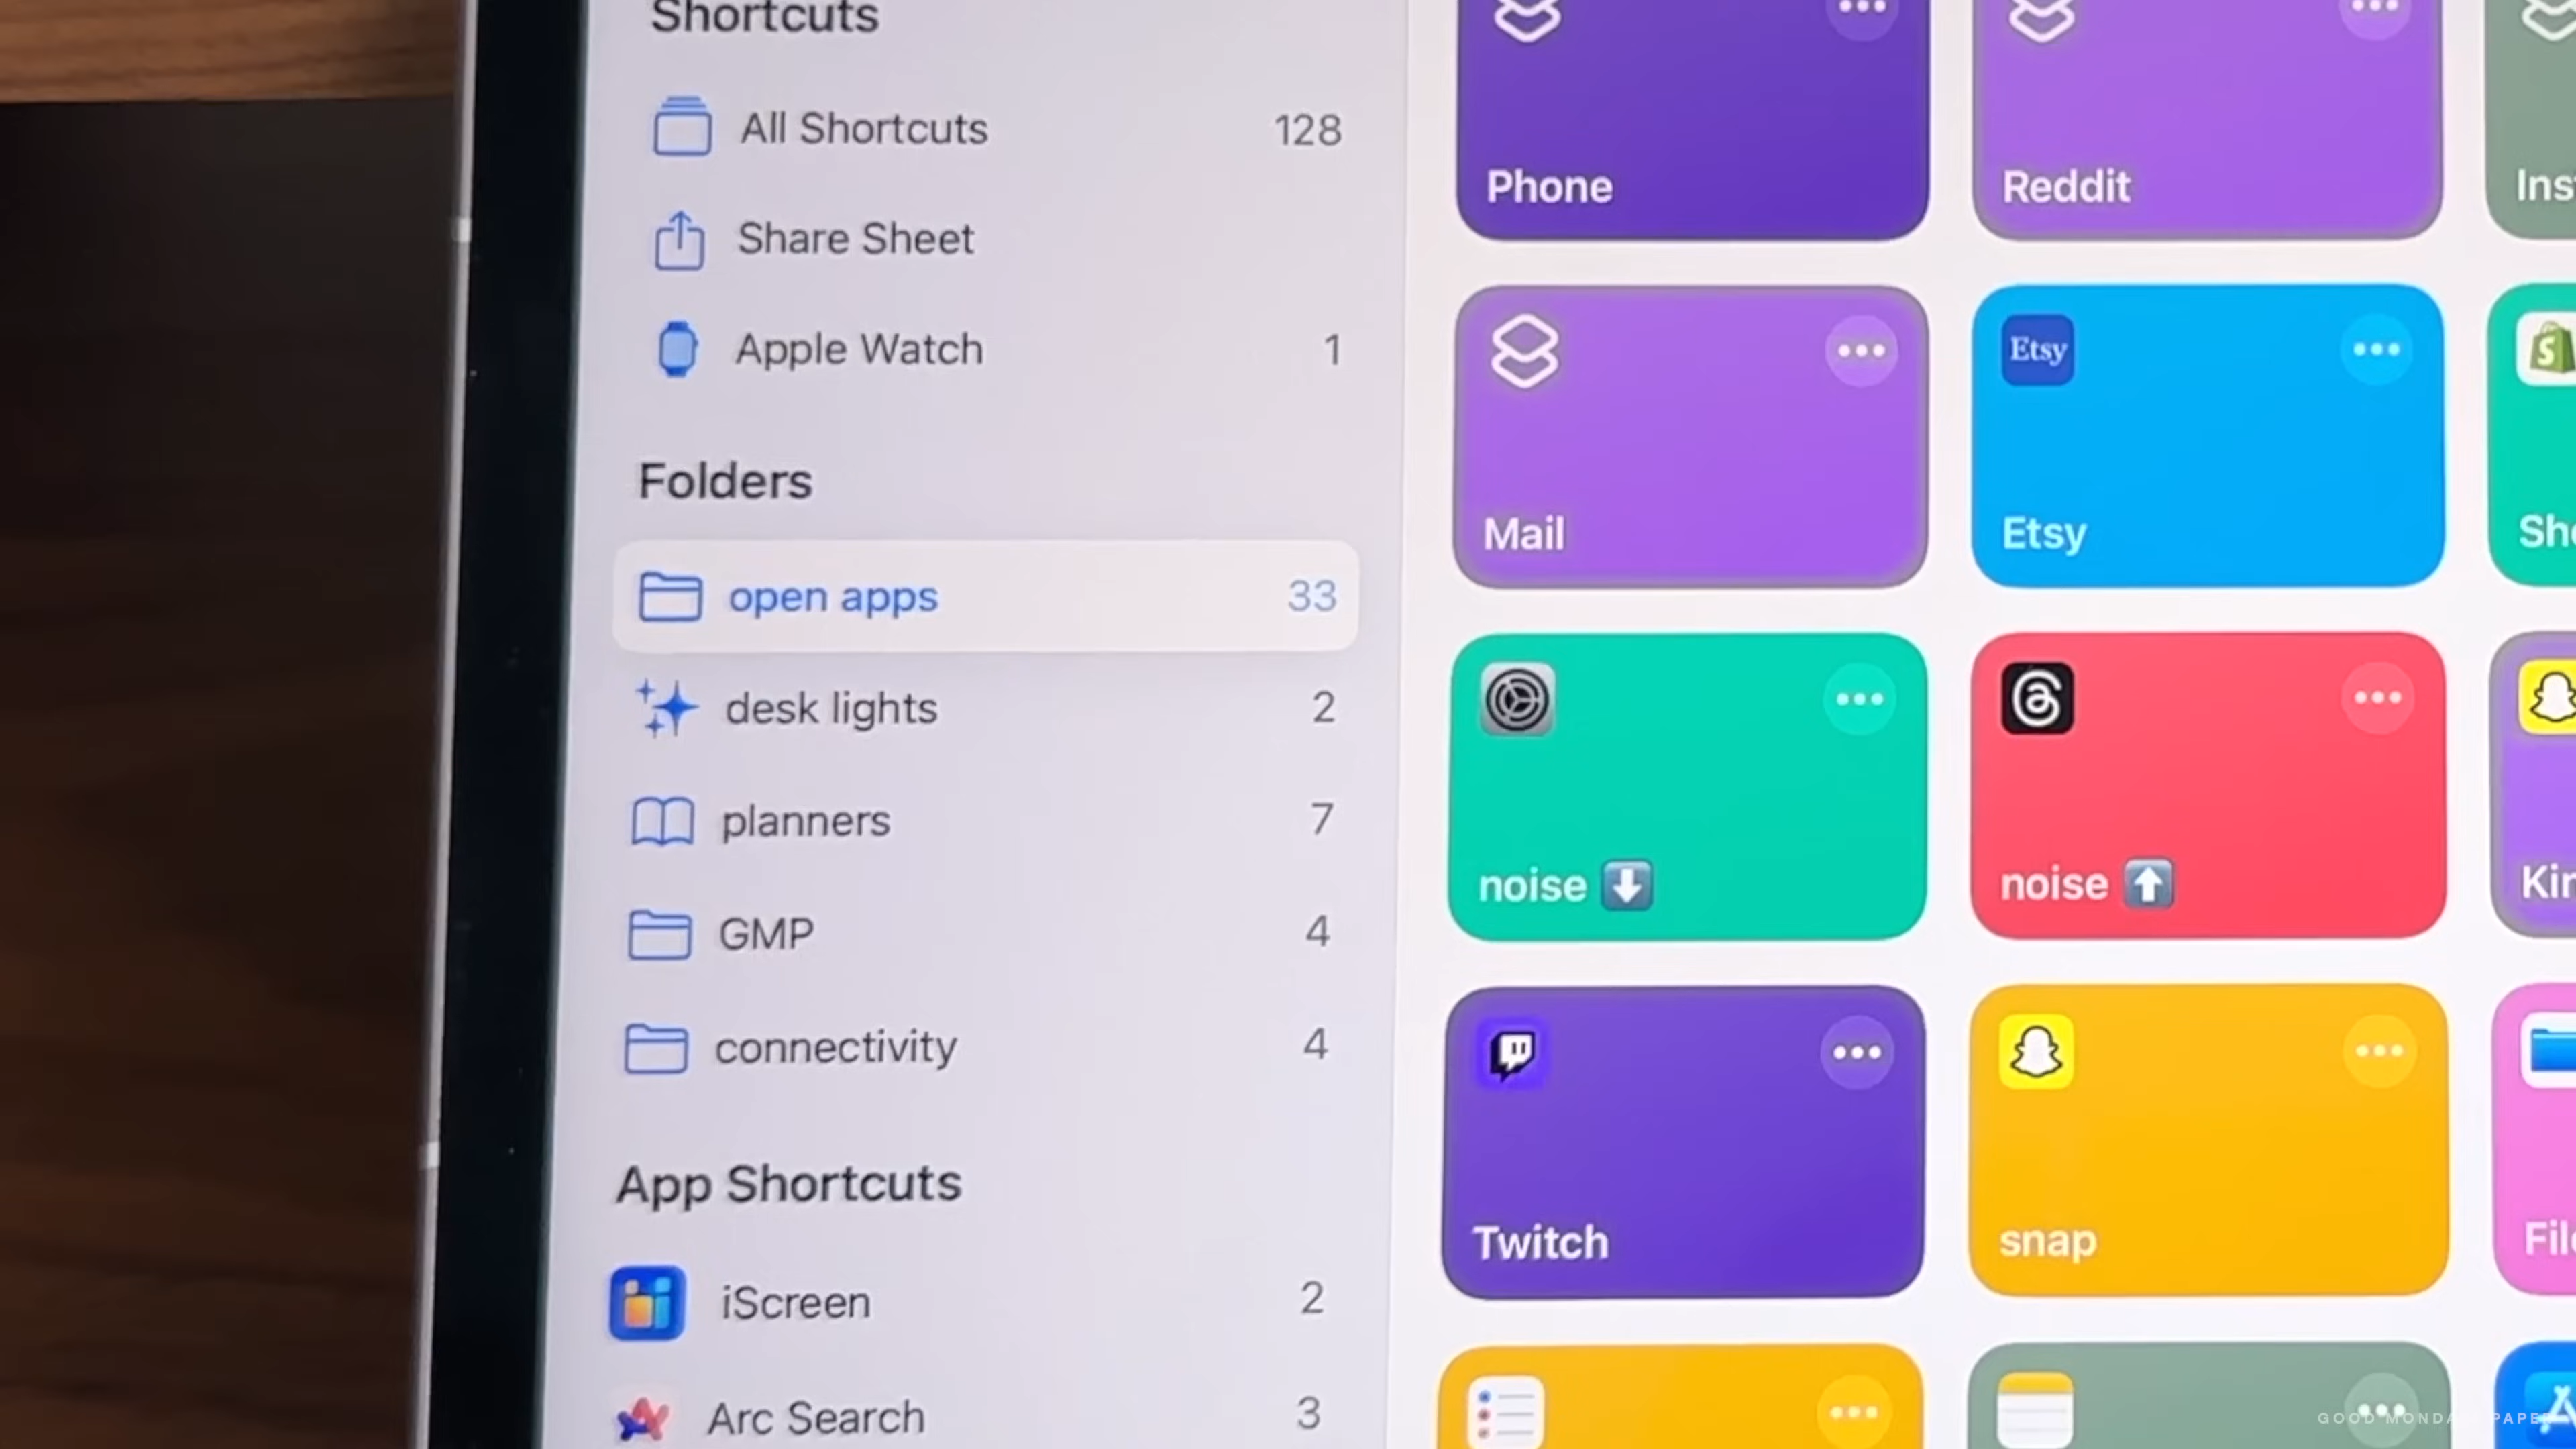 Shortcuts
All Shortcuts 128
Share Sheet
Apple Watch 1
Folders
open apps 33
desk lights 2
planners 7
GMP 4
connectivity 4
App Shortcuts
iScreen 2
Arc Search 3
Phone
Reddit
Mail
Etsy
Etsy
noise ⬇️
noise ⬆️
Twitch
snap
GOOD